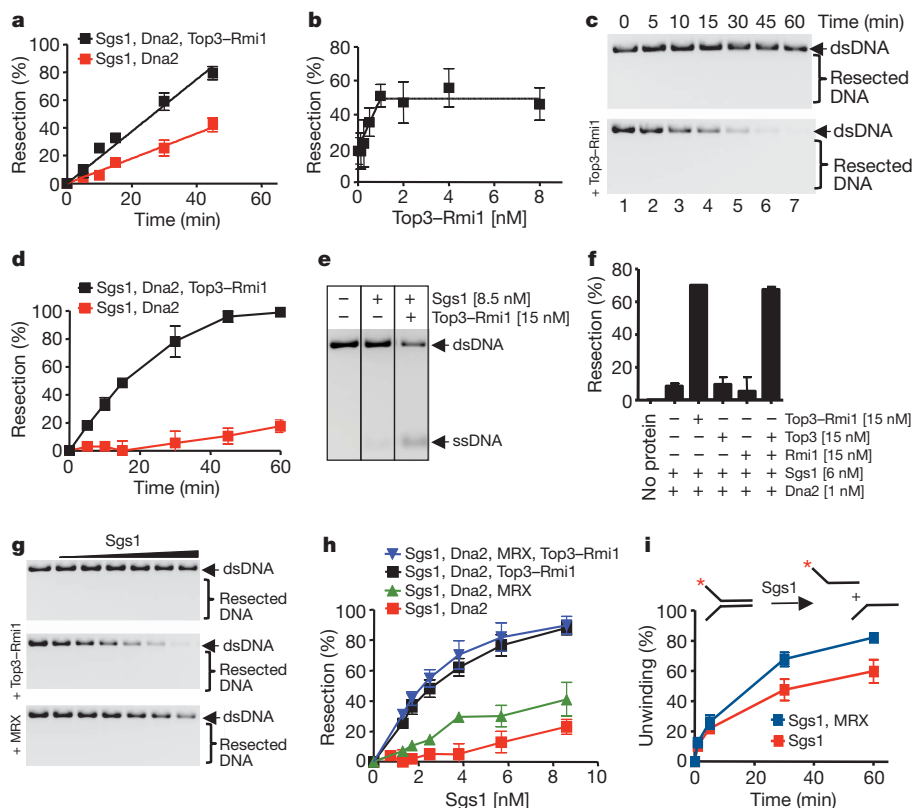 a
Sgs1, Dna2, Top3–Rmi1
Sgs1, Dna2
Resection (%)
100
80
60
40
20
0
0 20 40 60
Time (min)
b
Resection (%)
80
60
40
20
0
0 2 4 6 8
Top3–Rmi1 [nM]
c
0 5 10 15 30 45 60 Time (min)
dsDNA
Resected
DNA
+ Top3–Rmi1
dsDNA
Resected
DNA
1 2 3 4 5 6 7
d
Sgs1, Dna2, Top3–Rmi1
Sgs1, Dna2
Resection (%)
100
80
60
40
20
0
0 20 40 60
Time (min)
e
– + + Sgs1 [8.5 nM]
– – + Top3–Rmi1 [15 nM]
dsDNA
ssDNA
f
Resection (%)
80
60
40
20
0
No protein
– + – – – Top3–Rmi1 [15 nM]
– – + – + Top3 [15 nM]
– – – + + Rmi1 [15 nM]
+ + + + + Sgs1 [6 nM]
+ + + + + Dna2 [1 nM]
g
Sgs1
dsDNA
Resected
DNA
+ Top3–Rmi1
dsDNA
Resected
DNA
+ MRX
dsDNA
Resected
DNA
h
Sgs1, Dna2, MRX, Top3–Rmi1
Sgs1, Dna2, Top3–Rmi1
Sgs1, Dna2, MRX
Sgs1, Dna2
Resection (%)
100
80
60
40
20
0
0 2 4 6 8 10
Sgs1 [nM]
i
* Sgs1 * +
Unwinding (%)
100
80
60
40
20
0
Sgs1, MRX
Sgs1
0 20 40 60
Time (min)